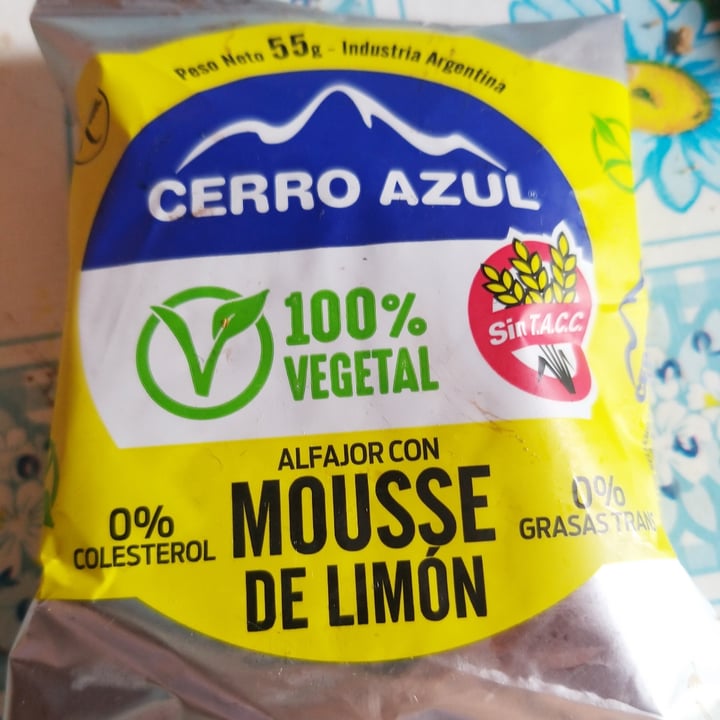 Peso Neto 55g - Industria Argentina
CERRO AZUL
100%
VEGETAL
Sin T.A.C.C.
ALFAJOR CON
MOUSSE
DE LIMÓN
0%
COLESTEROL
0%
GRASAS TRANS